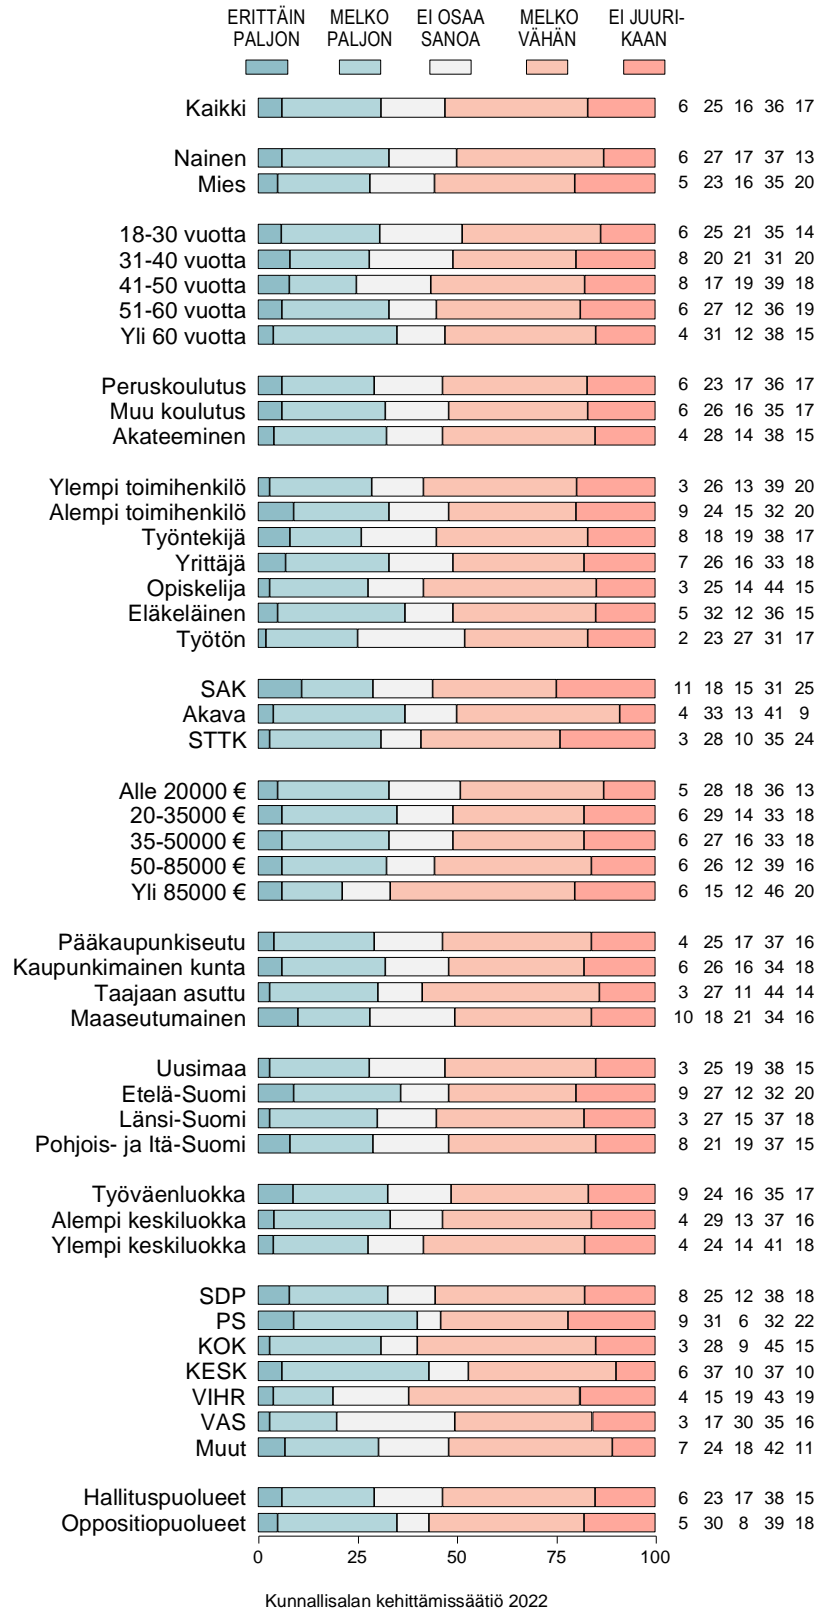 ERITTÄIN MELKO EI OSAA MELKO EI JUURI-
PALJON PALJON SANOA VÄHÄN KAAN
Kaikki 6 25 16 36 17
Nainen 6 27 17 37 13
Mies 5 23 16 35 20
18-30 vuotta 6 25 21 35 14
31-40 vuotta 8 20 21 31 20
41-50 vuotta 8 17 19 39 18
51-60 vuotta 6 27 12 36 19
Yli 60 vuotta 4 31 12 38 15
Peruskoulutus 6 23 17 36 17
Muu koulutus 6 26 16 35 17
Akateeminen 4 28 14 38 15
Ylempi toimihenkilö 3 26 13 39 20
Alempi toimihenkilö 9 24 15 32 20
Työntekijä 8 18 19 38 17
Yrittäjä 7 26 16 33 18
Opiskelija 3 25 14 44 15
Eläkeläinen 5 32 12 36 15
Työtön 2 23 27 31 17
SAK 11 18 15 31 25
Akava 4 33 13 41 9
STTK 3 28 10 35 24
Alle 20000 € 5 28 18 36 13
20-35000 € 6 29 14 33 18
35-50000 € 6 27 16 33 18
50-85000 € 6 26 12 39 16
Yli 85000 € 6 15 12 46 20
Pääkaupunkiseutu 4 25 17 37 16
Kaupunkimainen kunta 6 26 16 34 18
Taajaan asuttu 3 27 11 44 14
Maaseutumainen 10 18 21 34 16
Uusimaa 3 25 19 38 15
Etelä-Suomi 9 27 12 32 20
Länsi-Suomi 3 27 15 37 18
Pohjois- ja Itä-Suomi 8 21 19 37 15
Työväenluokka 9 24 16 35 17
Alempi keskiluokka 4 29 13 37 16
Ylempi keskiluokka 4 24 14 41 18
SDP 8 25 12 38 18
PS 9 31 6 32 22
KOK 3 28 9 45 15
KESK 6 37 10 37 10
VIHR 4 15 19 43 19
VAS 3 17 30 35 16
Muut 7 24 18 42 11
Hallituspuolueet 6 23 17 38 15
Oppositiopuolueet 5 30 8 39 18
0 25 50 75 100
Kunnallisalan kehittämissäätiö 2022